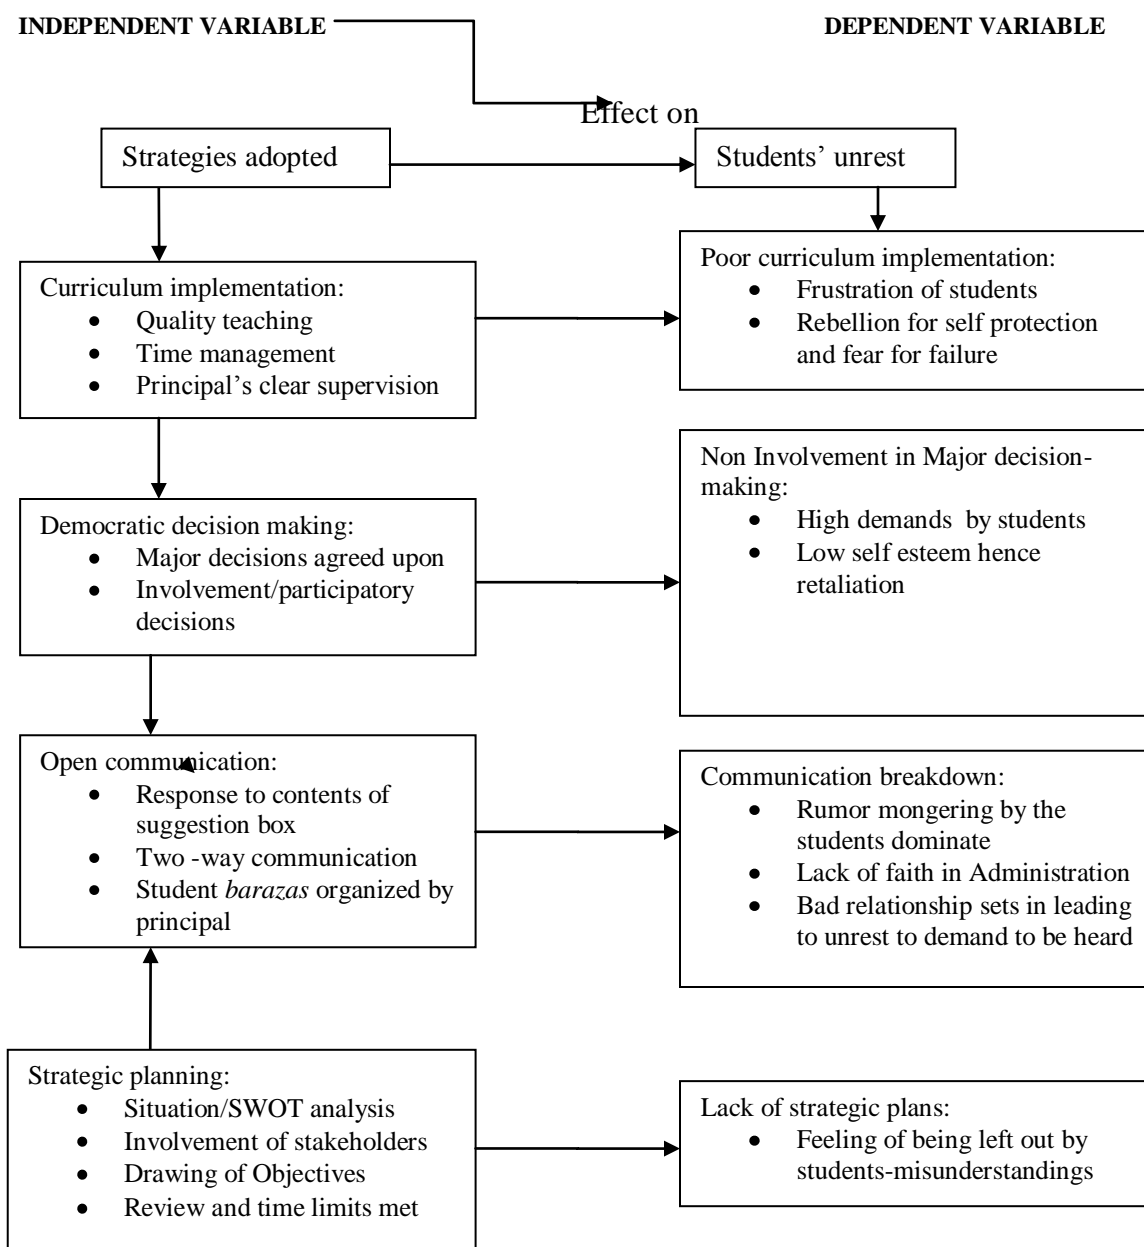 INDEPENDENT VARIABLE
DEPENDENT VARIABLE
Effect on
Strategies adopted
Students’ unrest
Curriculum implementation:
• Quality teaching
• Time management
• Principal’s clear supervision
Poor curriculum implementation:
• Frustration of students
• Rebellion for self protection
and fear for failure
Democratic decision making:
• Major decisions agreed upon
• Involvement/participatory
decisions
Non Involvement in Major decision-
making:
• High demands by students
• Low self esteem hence
retaliation
Open communication:
• Response to contents of
suggestion box
• Two -way communication
• Student barazas organized by
principal
Communication breakdown:
• Rumor mongering by the
students dominate
• Lack of faith in Administration
• Bad relationship sets in leading
to unrest to demand to be heard
Strategic planning:
• Situation/SWOT analysis
• Involvement of stakeholders
• Drawing of Objectives
• Review and time limits met
Lack of strategic plans:
• Feeling of being left out by
students-misunderstandings